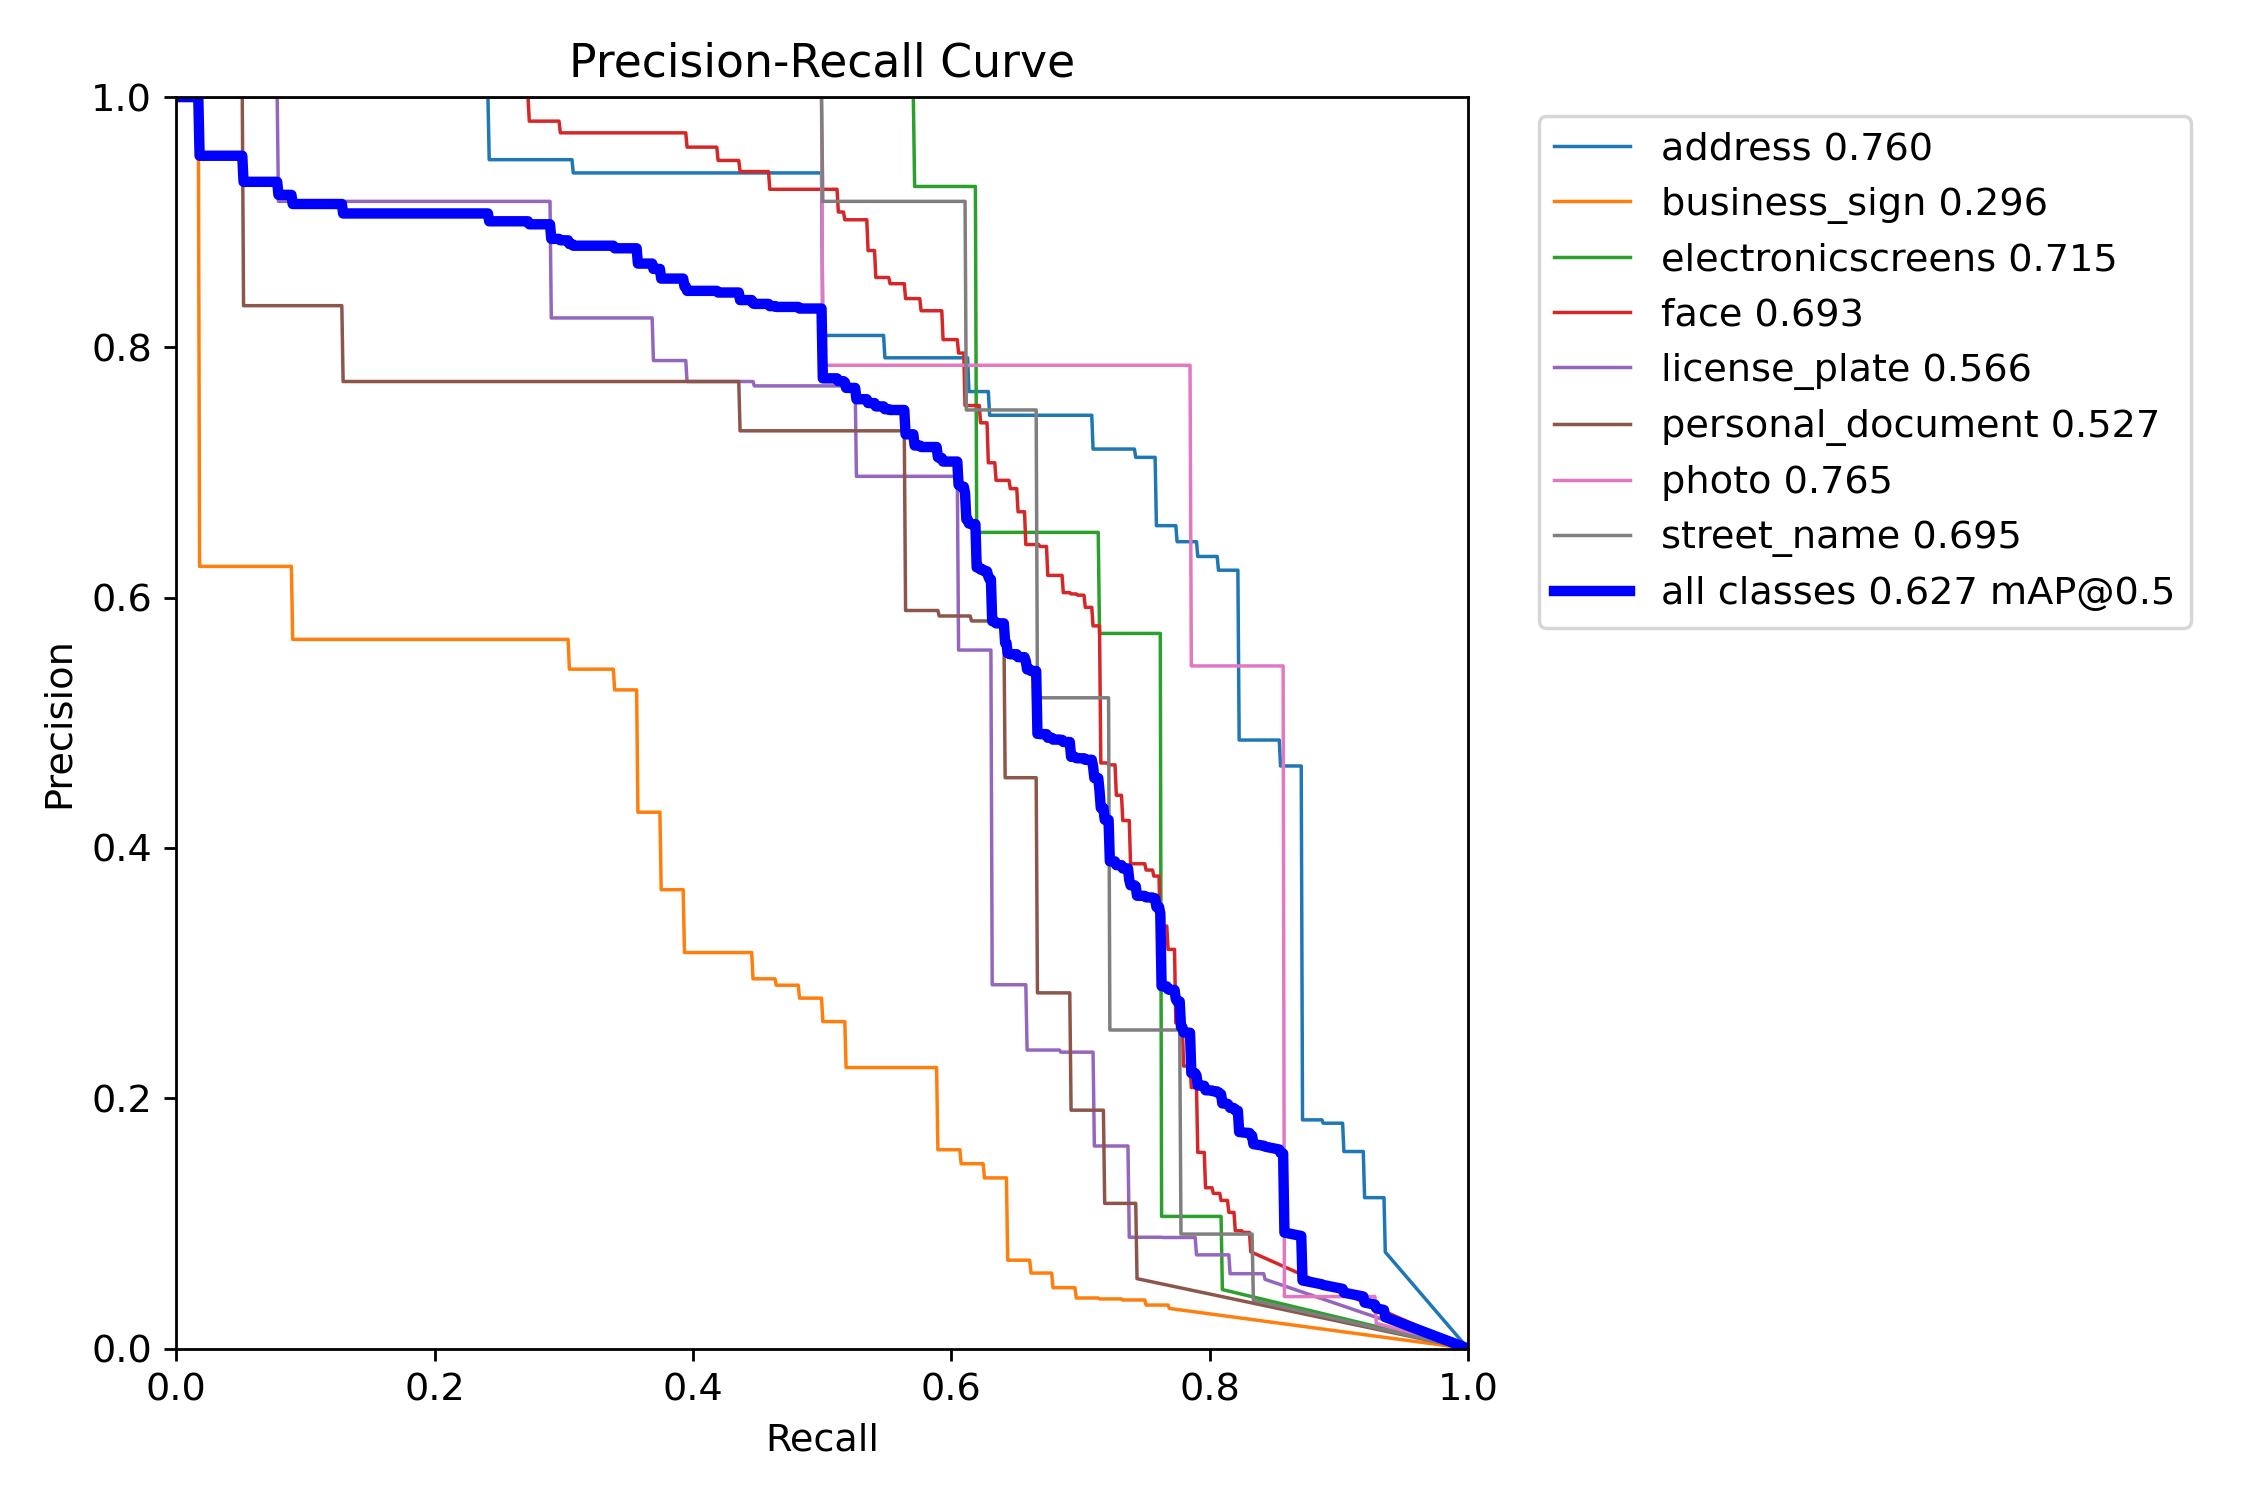 Precision-Recall Curve
1.0
0.8
0.6
0.4
0.2
0.0
Precision
0.0 0.2 0.4 0.6 0.8 1.0
Recall
address 0.760
business_sign 0.296
electronicscreens 0.715
face 0.693
license_plate 0.566
personal_document 0.527
photo 0.765
street_name 0.695
all classes 0.627 mAP@0.5